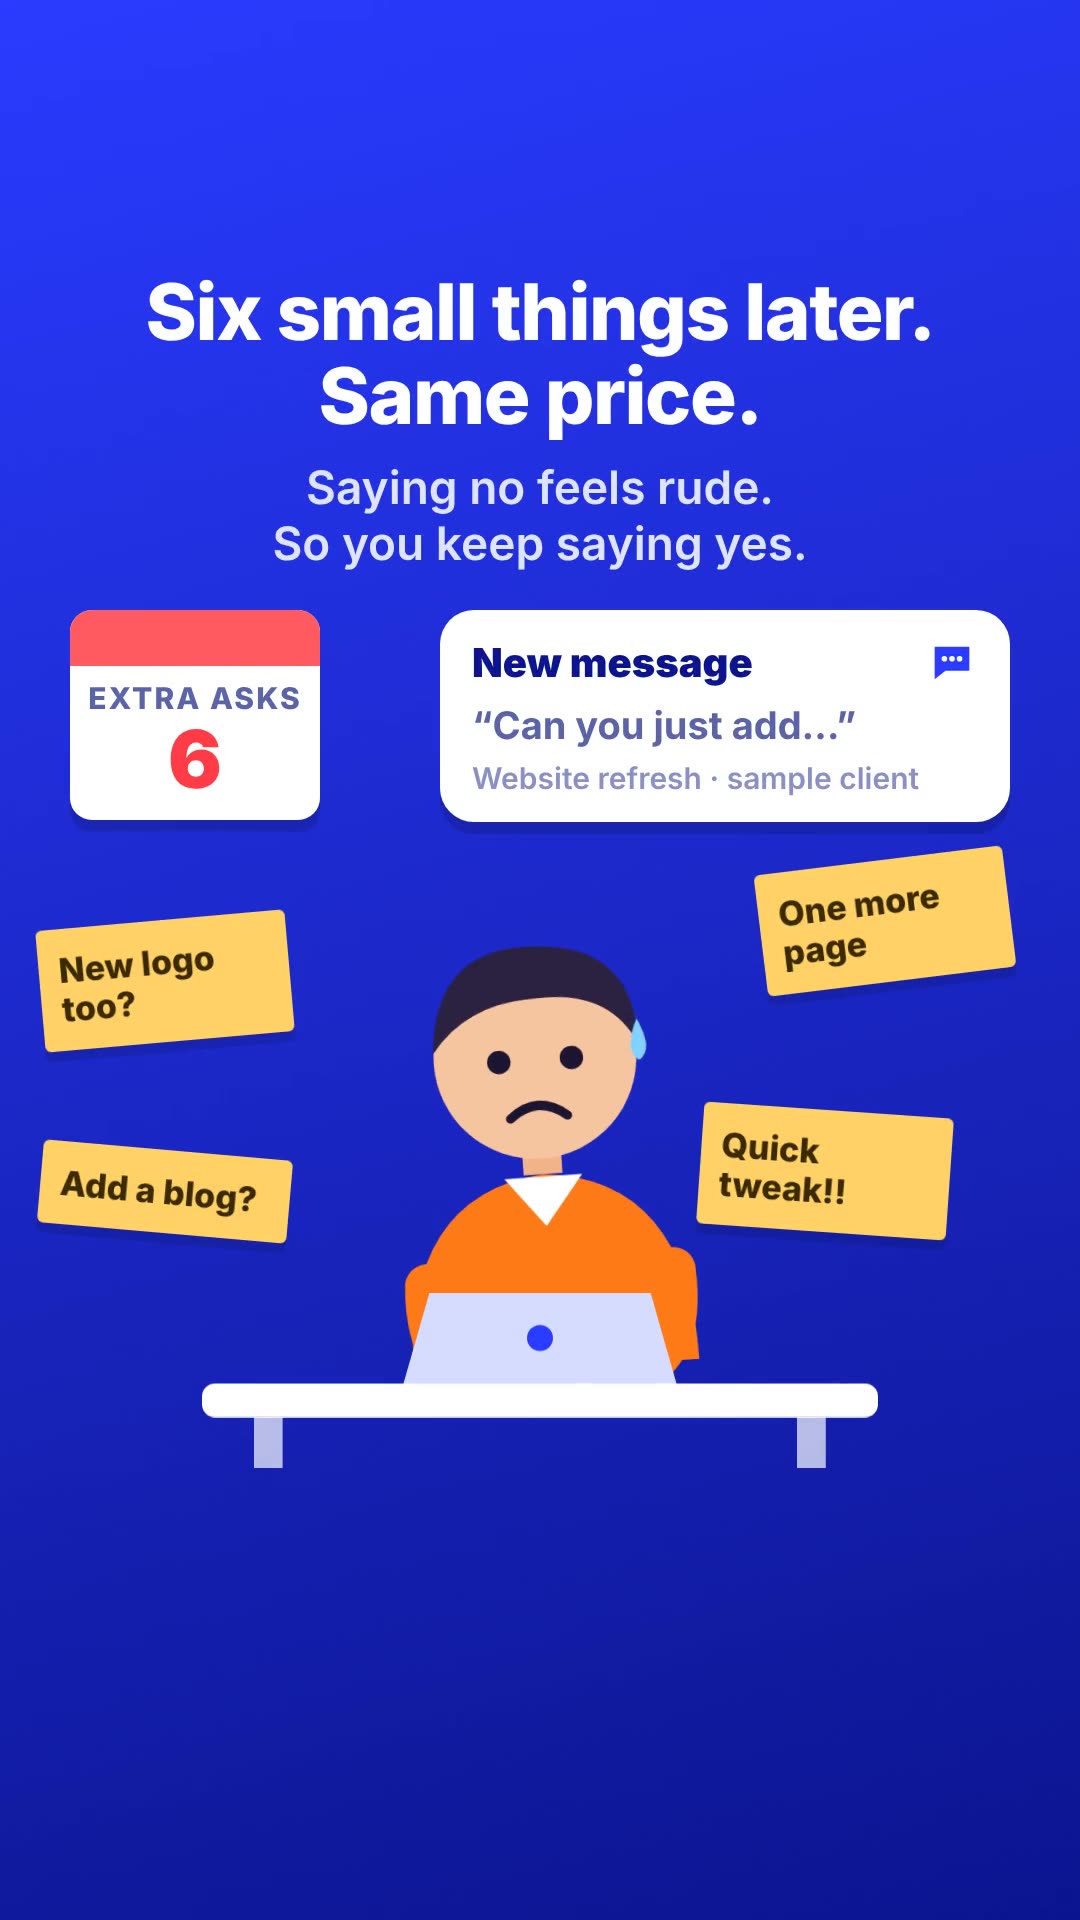 Six small things later.
Same price.
Saying no feels rude.
So you keep saying yes.
EXTRA ASKS
6
New message
“Can you just add...”
Website refresh · sample client
One more
page
New logo
too?
Quick
tweak!!
Add a blog?